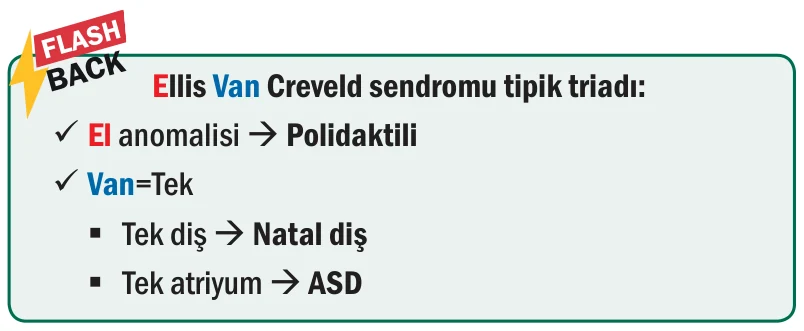 FLASH
BACK
Ellis Van Creveld sendromu tipik triadı:
✓ El anomalisi → Polidaktili
✓ Van=Tek
▪ Tek diş → Natal diş
▪ Tek atriyum → ASD